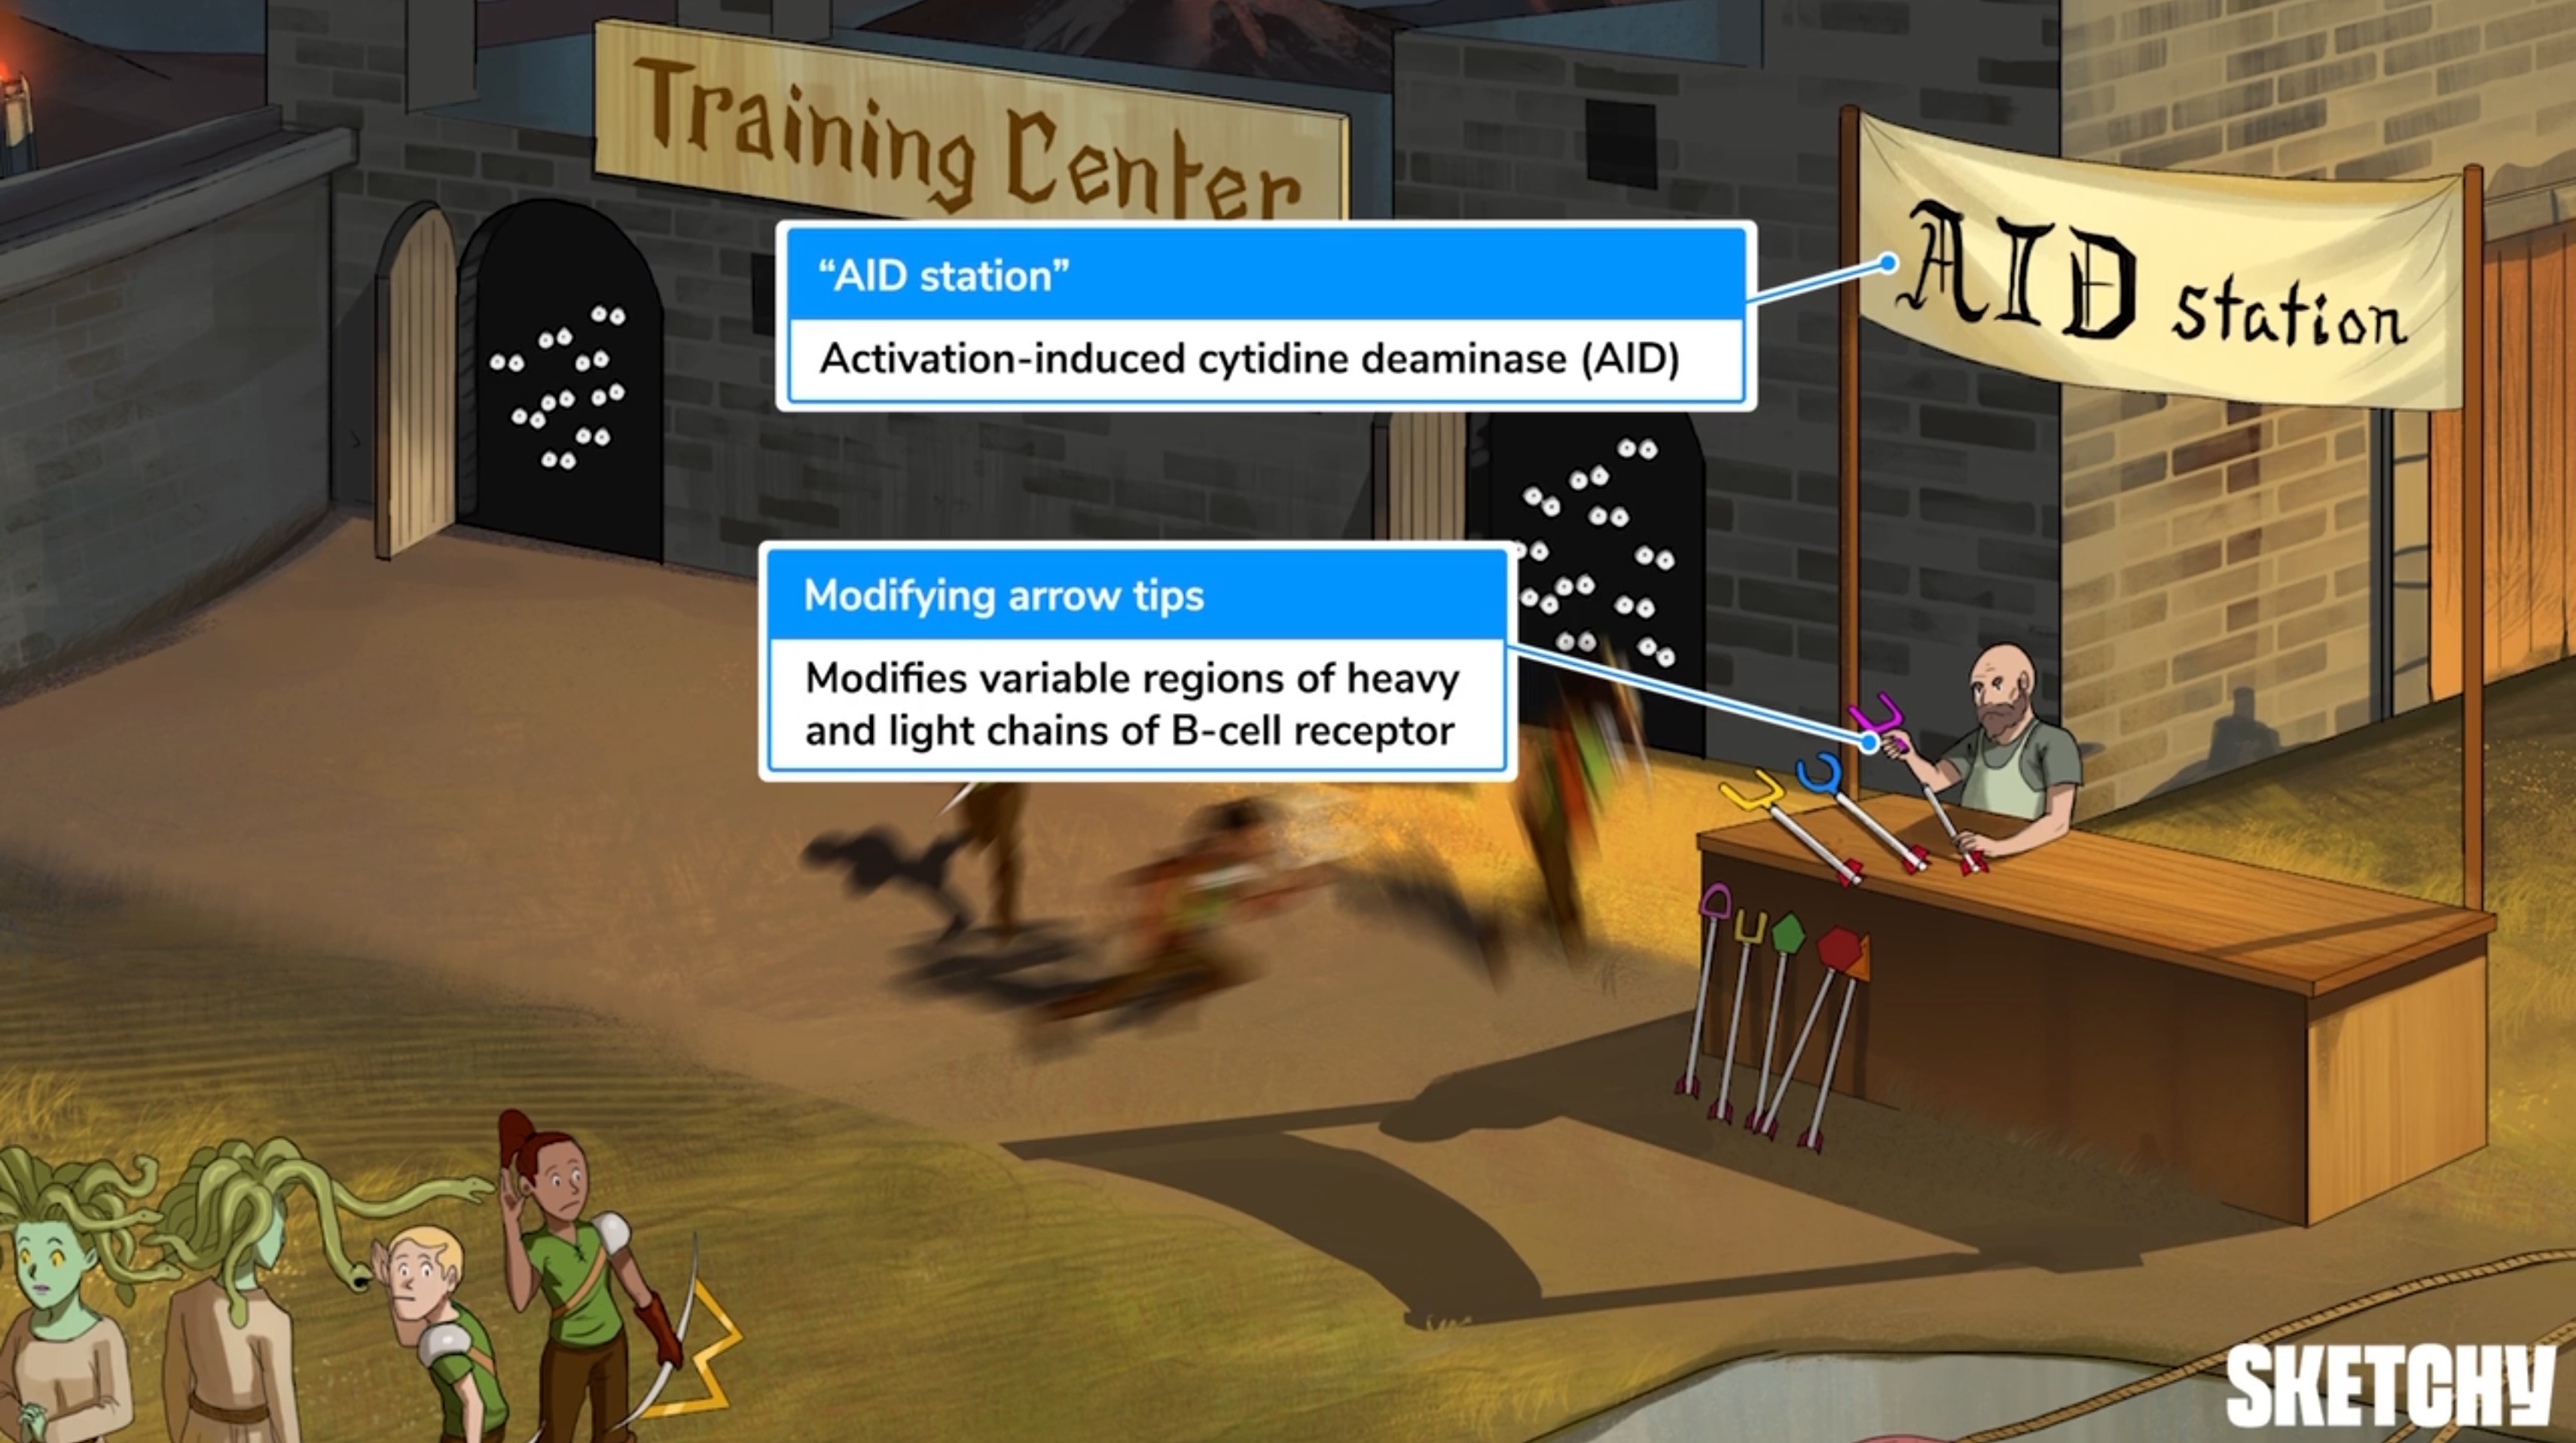 Training Center
“AID station”
Activation-induced cytidine deaminase (AID)
AID station
Modifying arrow tips
Modifies variable regions of heavy
and light chains of B-cell receptor
SKETCHY